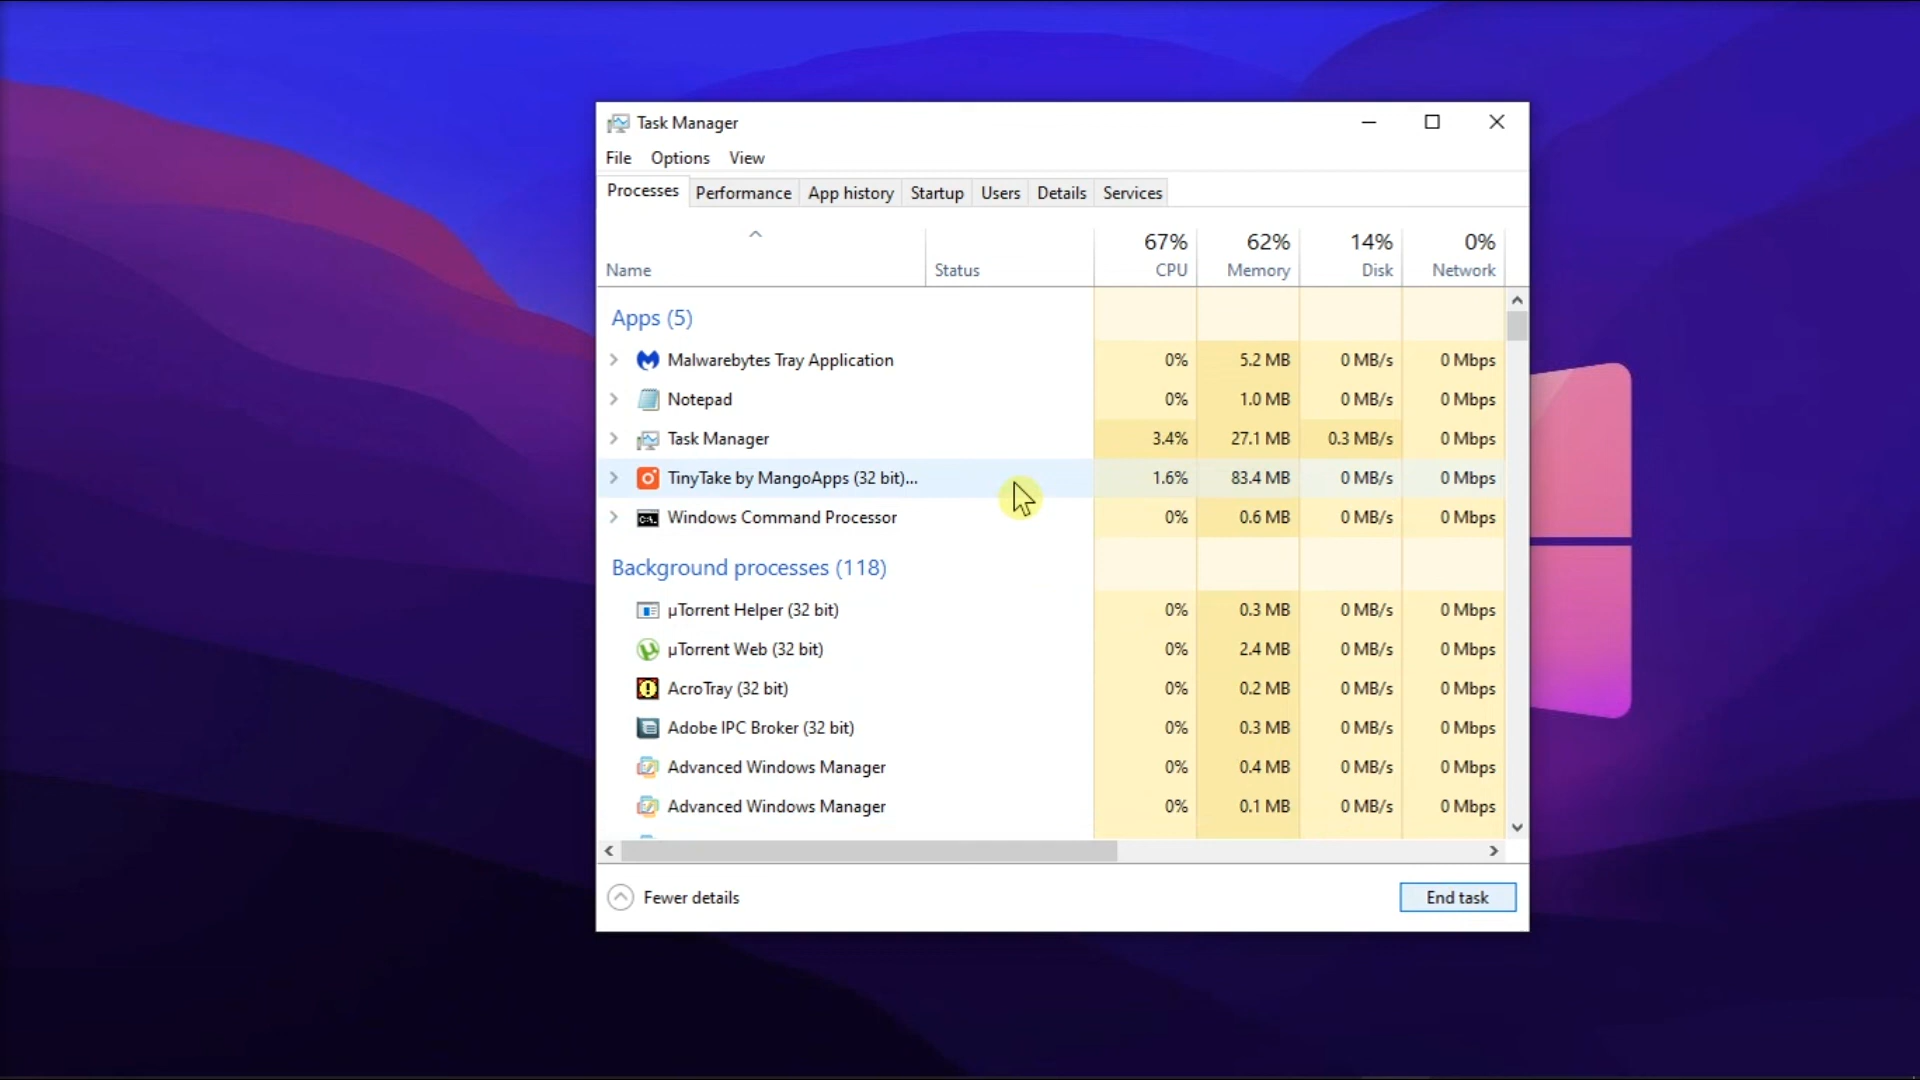 Task Manager
File Options View
Processes Performance App history Startup Users Details Services
67% 62% 14% 0%
Name Status CPU Memory Disk Network
Apps (5)
Malwarebytes Tray Application 0% 5.2 MB 0 MB/s 0 Mbps
Notepad 0% 1.0 MB 0 MB/s 0 Mbps
Task Manager 3.4% 27.1 MB 0.3 MB/s 0 Mbps
TinyTake by MangoApps (32 bit)... 1.6% 83.4 MB 0 MB/s 0 Mbps
Windows Command Processor 0% 0.6 MB 0 MB/s 0 Mbps
Background processes (118)
µTorrent Helper (32 bit) 0% 0.3 MB 0 MB/s 0 Mbps
µTorrent Web (32 bit) 0% 2.4 MB 0 MB/s 0 Mbps
AcroTray (32 bit) 0% 0.2 MB 0 MB/s 0 Mbps
Adobe IPC Broker (32 bit) 0% 0.3 MB 0 MB/s 0 Mbps
Advanced Windows Manager 0% 0.4 MB 0 MB/s 0 Mbps
Advanced Windows Manager 0% 0.1 MB 0 MB/s 0 Mbps
Fewer details End task